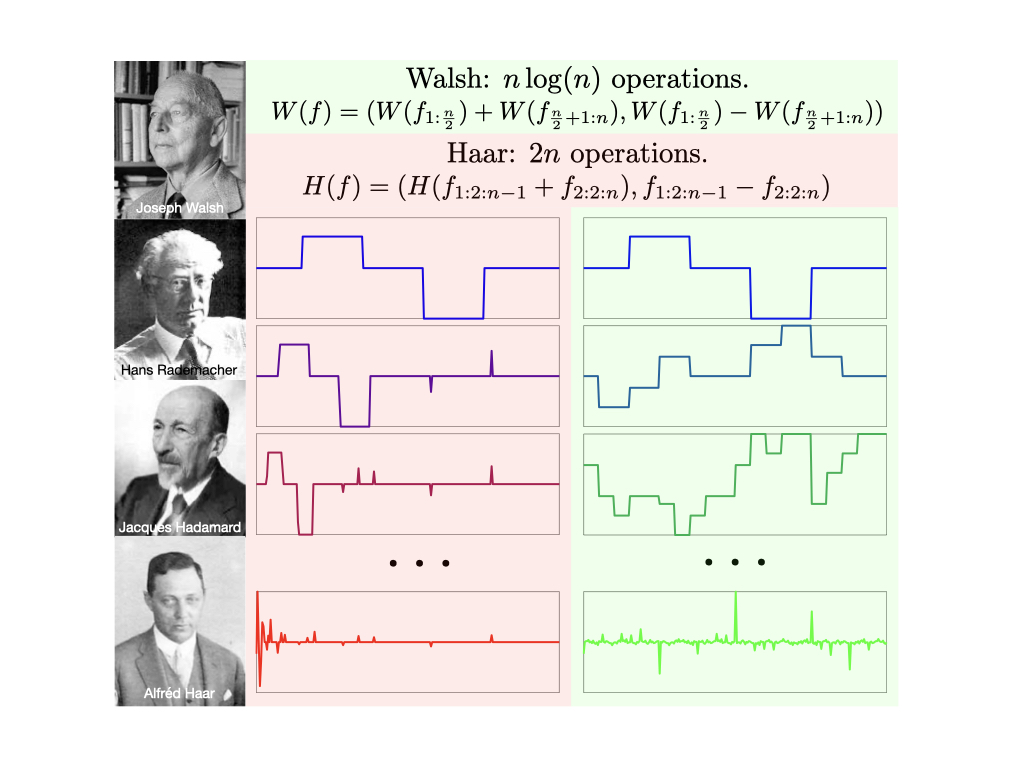 Walsh: n log(n) operations.
W(f) = (W(f_{1:\frac{n}{2}}) + W(f_{\frac{n}{2}+1:n}), W(f_{1:\frac{n}{2}}) − W(f_{\frac{n}{2}+1:n}))
Haar: 2n operations.
H(f) = (H(f_{1:2:n−1} + f_{2:2:n}), f_{1:2:n−1} − f_{2:2:n})
Joseph Walsh
Hans Rademacher
Jacques Hadamard
Alfréd Haar